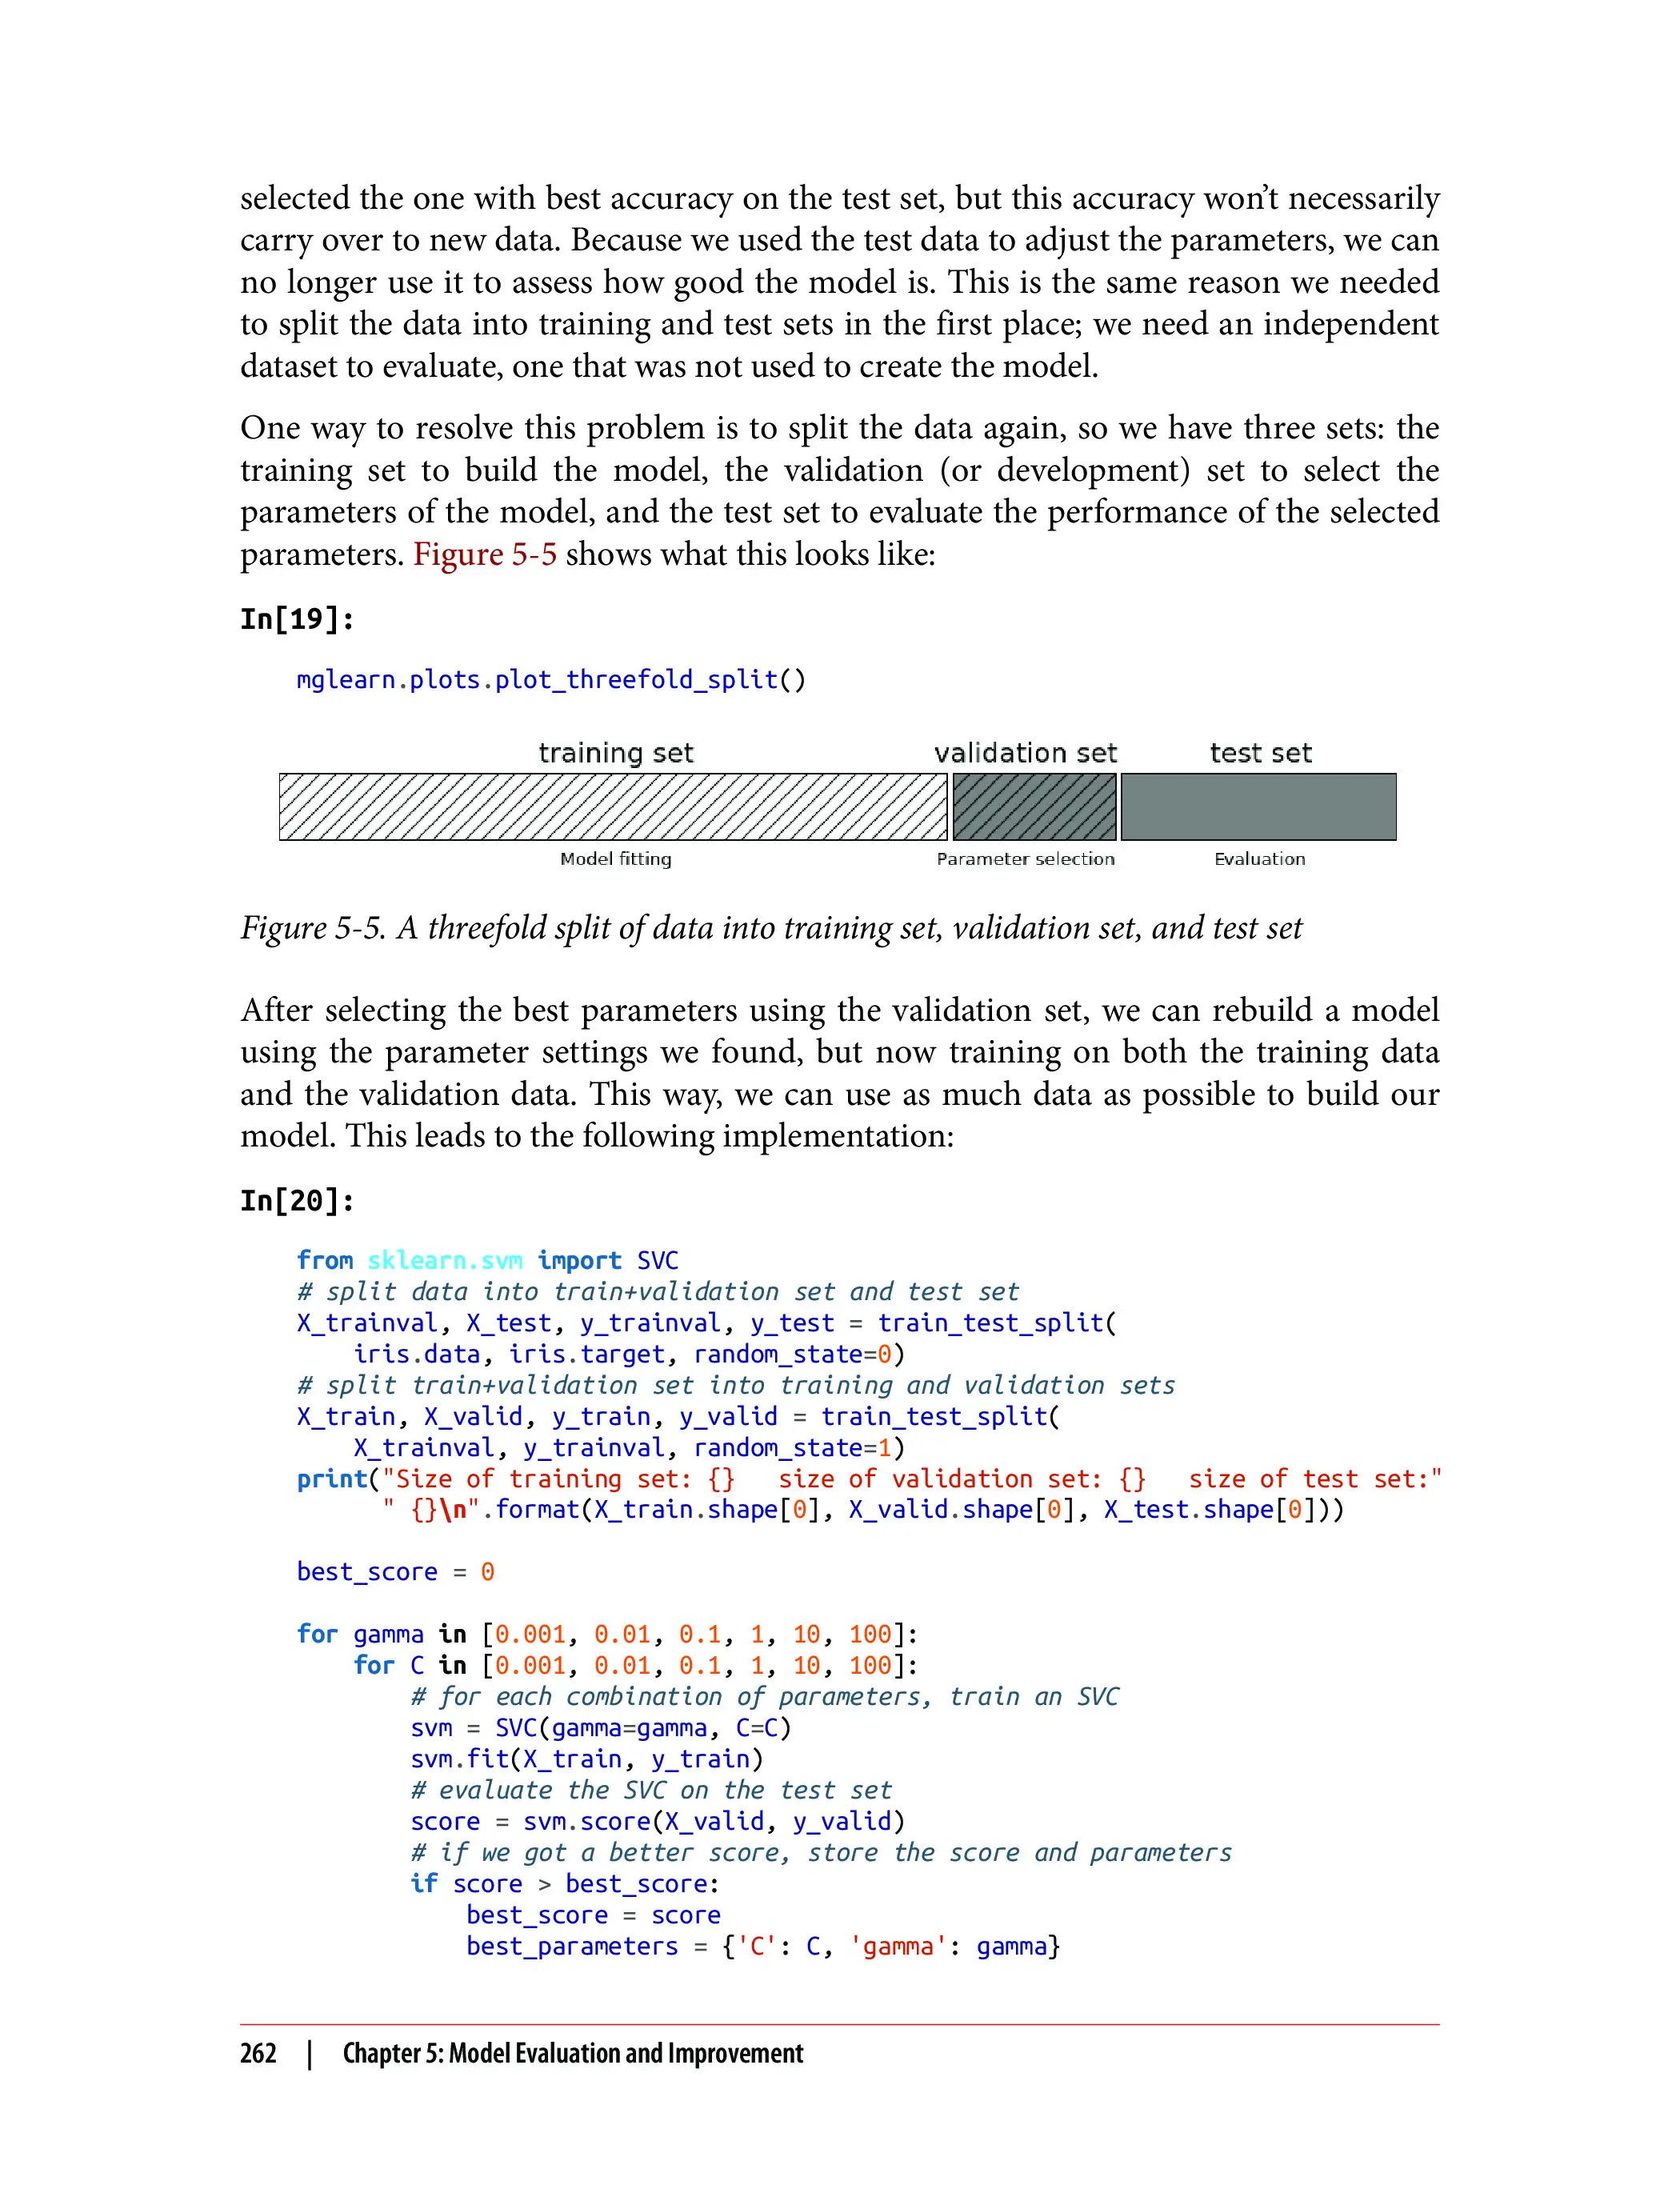 selected the one with best accuracy on the test set, but this accuracy won’t necessarily
carry over to new data. Because we used the test data to adjust the parameters, we can
no longer use it to assess how good the model is. This is the same reason we needed
to split the data into training and test sets in the first place; we need an independent
dataset to evaluate, one that was not used to create the model.
One way to resolve this problem is to split the data again, so we have three sets: the
training set to build the model, the validation (or development) set to select the
parameters of the model, and the test set to evaluate the performance of the selected
parameters. Figure 5-5 shows what this looks like:
In[19]:
mglearn.plots.plot_threefold_split()
training set validation set test set
Model fitting Parameter selection Evaluation
Figure 5-5. A threefold split of data into training set, validation set, and test set
After selecting the best parameters using the validation set, we can rebuild a model
using the parameter settings we found, but now training on both the training data
and the validation data. This way, we can use as much data as possible to build our
model. This leads to the following implementation:
In[20]:
from sklearn.svm import SVC
# split data into train+validation set and test set
X_trainval, X_test, y_trainval, y_test = train_test_split(
    iris.data, iris.target, random_state=0)
# split train+validation set into training and validation sets
X_train, X_valid, y_train, y_valid = train_test_split(
    X_trainval, y_trainval, random_state=1)
print("Size of training set: {}   size of validation set: {}   size of test set:"
      " {}\n".format(X_train.shape[0], X_valid.shape[0], X_test.shape[0]))
best_score = 0
for gamma in [0.001, 0.01, 0.1, 1, 10, 100]:
    for C in [0.001, 0.01, 0.1, 1, 10, 100]:
        # for each combination of parameters, train an SVC
        svm = SVC(gamma=gamma, C=C)
        svm.fit(X_train, y_train)
        # evaluate the SVC on the test set
        score = svm.score(X_valid, y_valid)
        # if we got a better score, store the score and parameters
        if score > best_score:
            best_score = score
            best_parameters = {'C': C, 'gamma': gamma}
262 | Chapter 5: Model Evaluation and Improvement